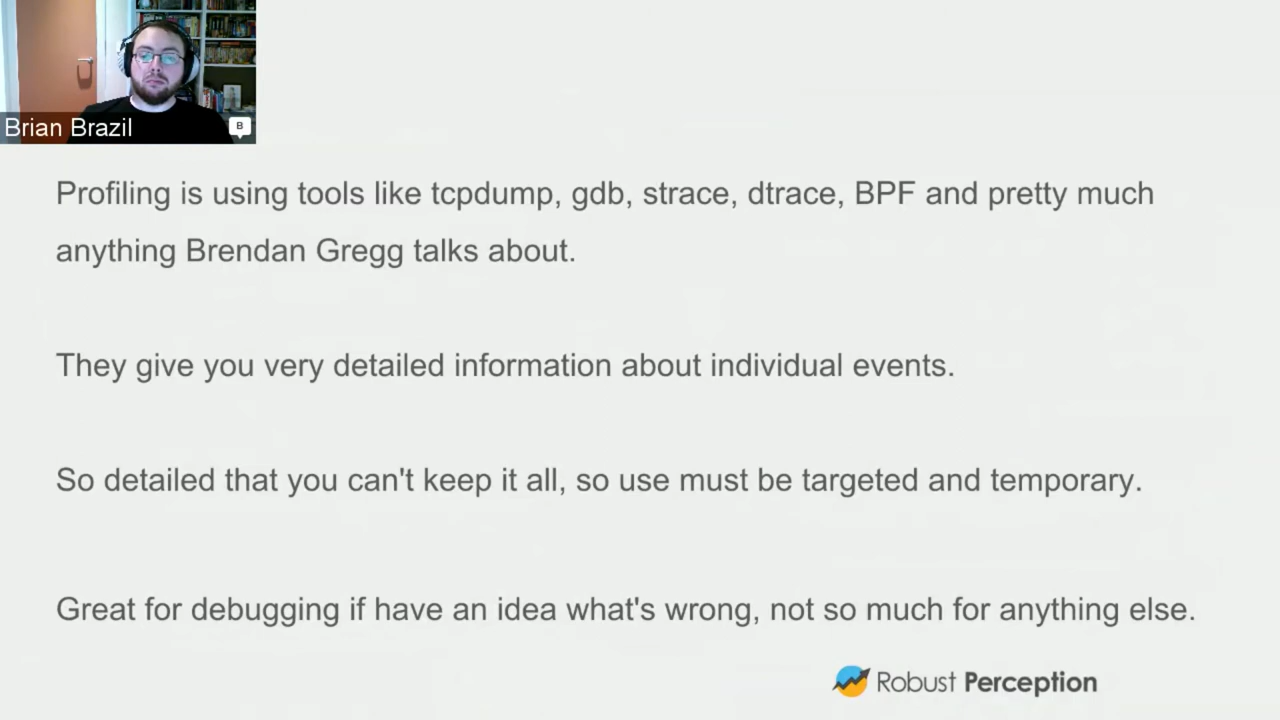 Brian Brazil
B
Profiling is using tools like tcpdump, gdb, strace, dtrace, BPF and pretty much
anything Brendan Gregg talks about.
They give you very detailed information about individual events.
So detailed that you can't keep it all, so use must be targeted and temporary.
Great for debugging if have an idea what's wrong, not so much for anything else.
Robust Perception